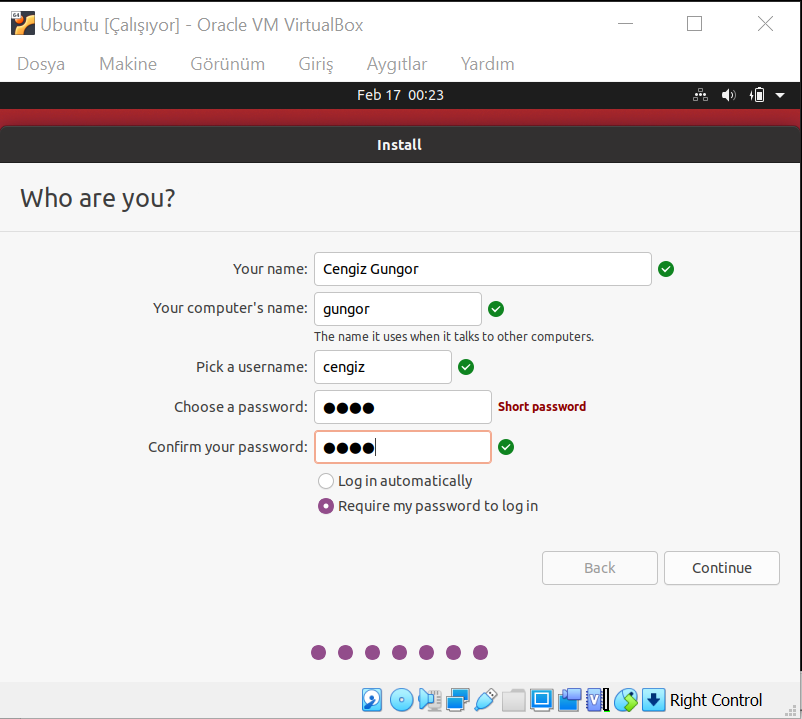 Ubuntu [Çalışıyor] - Oracle VM VirtualBox
Dosya Makine Görünüm Giriş Aygıtlar Yardım
Feb 17 00:23
Install
Who are you?
Your name: Cengiz Gungor
Your computer's name: gungor
The name it uses when it talks to other computers.
Pick a username: cengiz
Choose a password: ●●●● Short password
Confirm your password: ●●●●
Log in automatically
Require my password to log in
Back Continue
Right Control